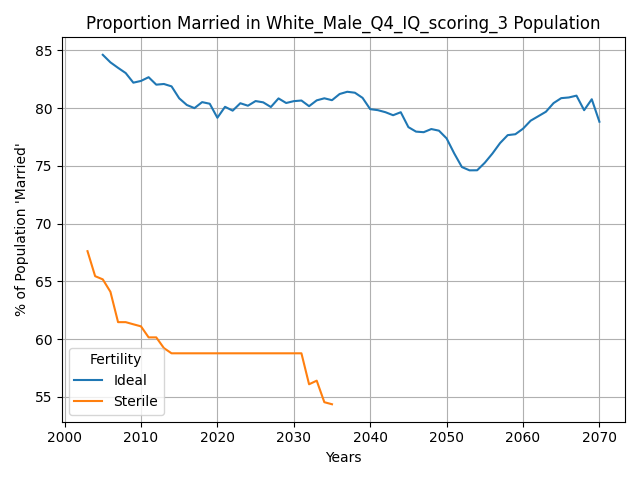 Proportion Married in White_Male_Q4_IQ_scoring_3 Population
% of Population 'Married'
85
80
75
70
65
60
55
Fertility
Ideal
Sterile
2000 2010 2020 2030 2040 2050 2060 2070
Years